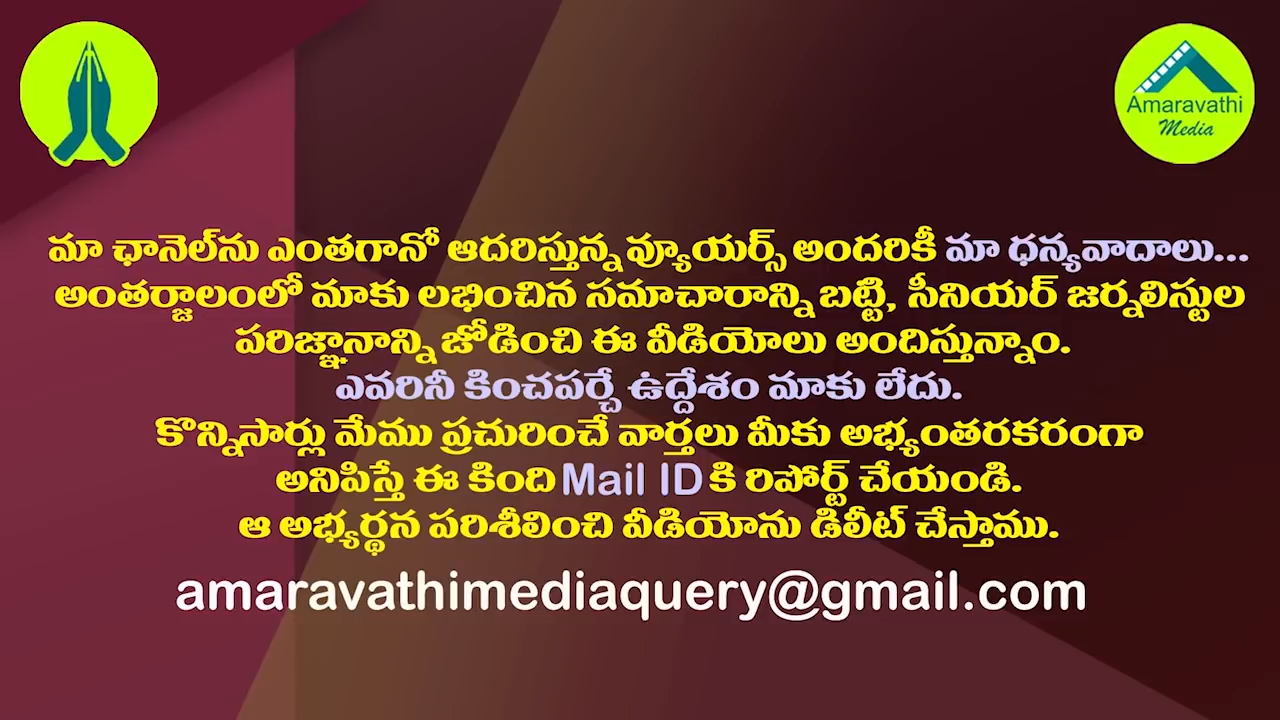 Amaravathi
Media
మా ఛానెల్‌ను ఎంతగానో ఆదరిస్తున్న వ్యూయర్స్ అందరికీ మా ధన్యవాదాలు...
అంతర్జాలంలో మాకు లభించిన సమాచారాన్ని బట్టి, సీనియర్ జర్నలిస్టుల
పరిజ్ఞానాన్ని జోడించి ఈ వీడియోలు అందిస్తున్నాం.
ఎవరినీ కించపర్చే ఉద్దేశం మాకు లేదు.
కొన్నిసార్లు మేము ప్రచురించే వార్తలు మీకు అభ్యంతరకరంగా
అనిపిస్తే ఈ కింది Mail ID కి రిపోర్ట్ చేయండి.
ఆ అభ్యర్థన పరిశీలించి వీడియోను డిలీట్ చేస్తాము.
amaravathimediaquery@gmail.com